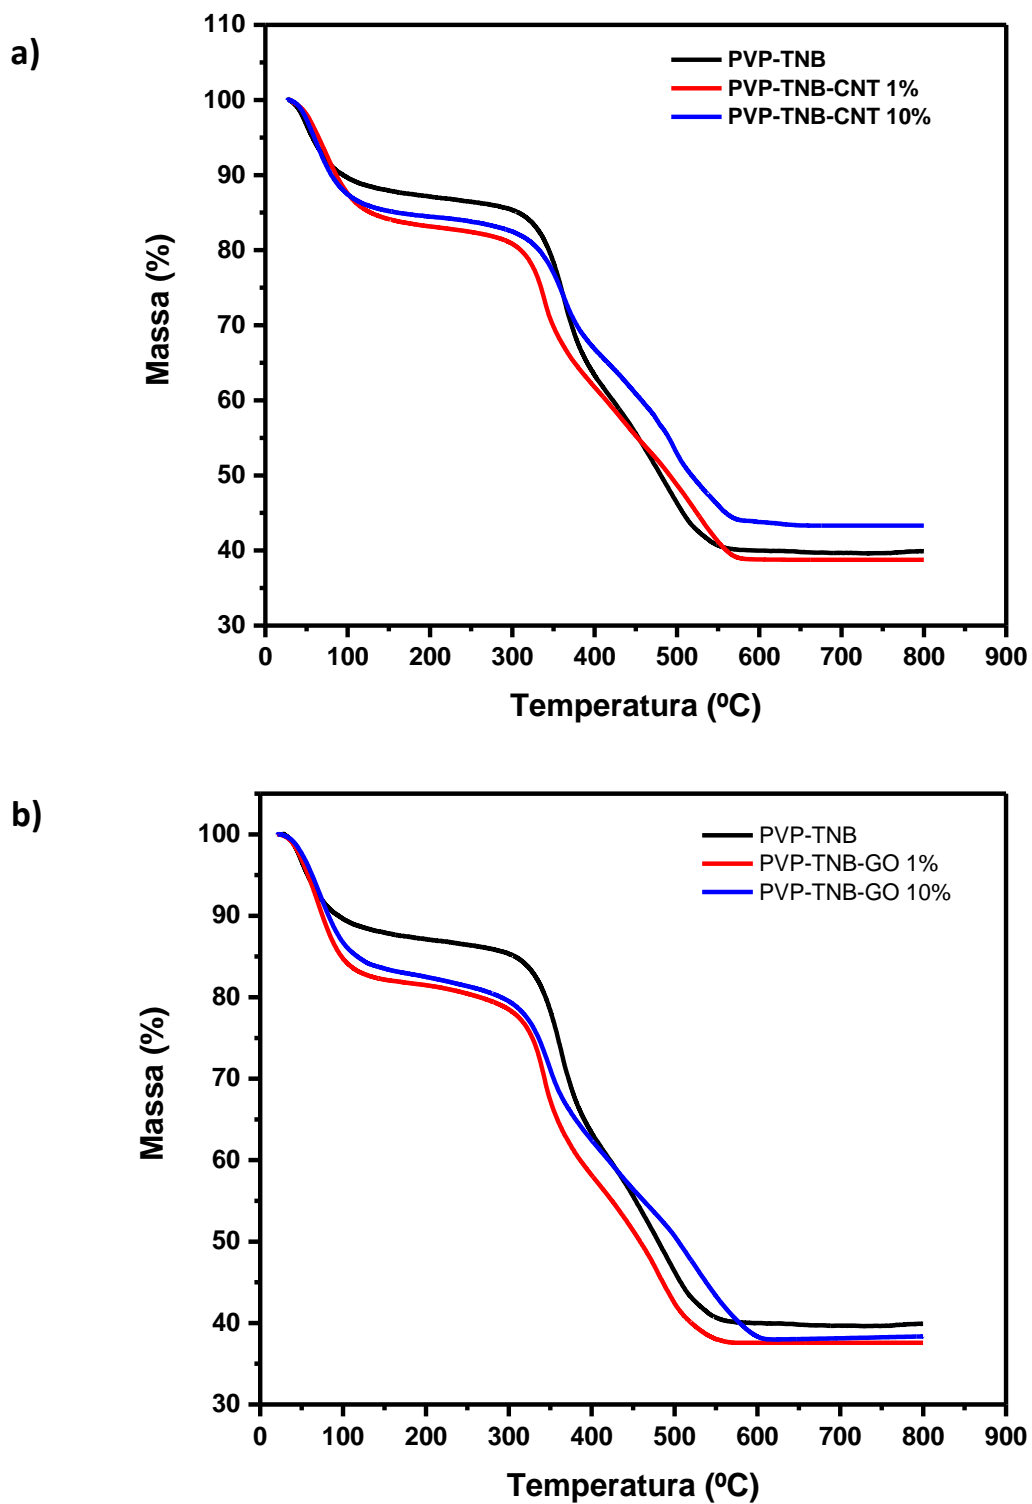 a)
110
100
90
80
70
60
50
40
30
Massa (%)
PVP-TNB
PVP-TNB-CNT 1%
PVP-TNB-CNT 10%
0 100 200 300 400 500 600 700 800 900
Temperatura (ºC)
b)
100
90
80
70
60
50
40
30
Massa (%)
PVP-TNB
PVP-TNB-GO 1%
PVP-TNB-GO 10%
0 100 200 300 400 500 600 700 800 900
Temperatura (ºC)